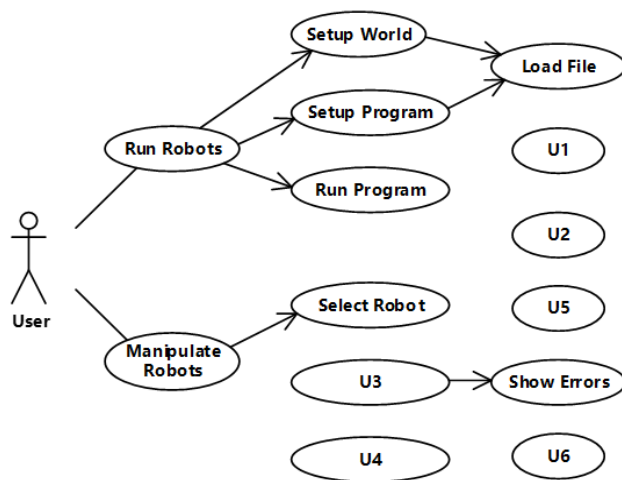 Setup World
Load File
Setup Program
Run Robots
U1
Run Program
U2
User
Select Robot
U5
Manipulate
Robots
U3
Show Errors
U4
U6